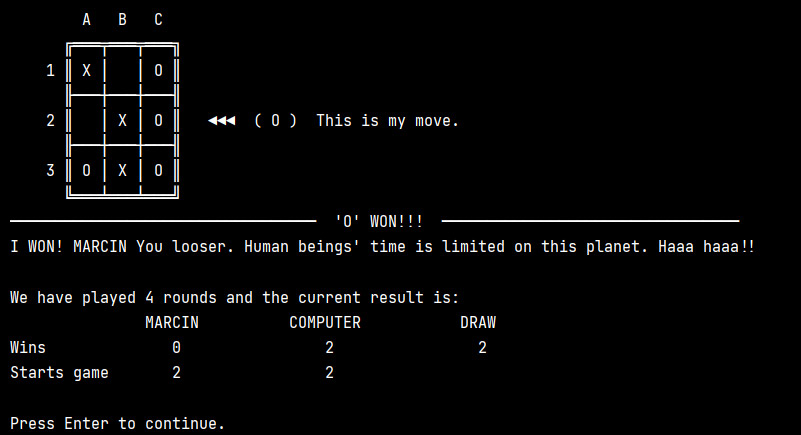 A B C
1 X O
2 X O ◄◄◄ ( O ) This is my move.
3 O X O
'O' WON!!!
I WON! MARCIN You looser. Human beings' time is limited on this planet. Haaa haaa!!
We have played 4 rounds and the current result is:
MARCIN COMPUTER DRAW
Wins 0 2 2
Starts game 2 2
Press Enter to continue.